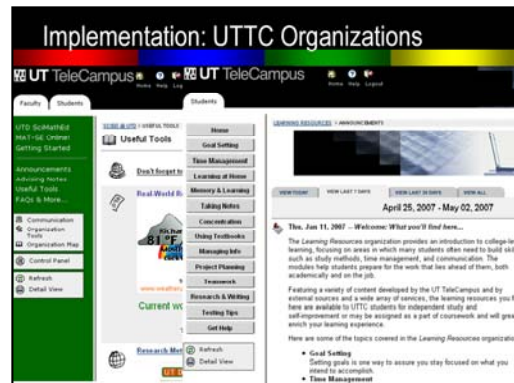 Implementation: UTTC Organizations
UT TeleCampus
Home Help
Faculty Students
UTD SciMathEd
MAT-SE Online:
Getting Started
Announcements
Advising Notes
Useful Tools
FAQs & More...
Communication
Organization Tools
Organization Map
Control Panel
Refresh
Detail View
USEFUL TOOLS
Useful Tools
Don't forget to
Real-World R
81 °F
Current wo
Research Met
UT TeleCampus
Home Help Logout
Students
Home
Goal Setting
Time Management
Learning at Home
Memory & Learning
Taking Notes
Concentration
Using Textbooks
Managing Info
Project Planning
Teamwork
Research & Writing
Testing Tips
Get Help
Refresh
Detail View
LEARNING RESOURCES > ANNOUNCEMENTS
VIEW TODAY VIEW LAST 7 DAYS VIEW LAST 30 DAYS VIEW ALL
April 25, 2007 - May 02, 2007
Thu, Jan 11, 2007 -- Welcome: What you'll find here...
The Learning Resources organization provides an introduction to college-le
learning, focusing on areas in which many students often need to build skil
such as study methods, time management, and communication. The
modules help students prepare for the work that lies ahead of them, both
academically and on the job.
Featuring a variety of content developed by the UT TeleCampus and by
external sources and a wide array of services, the learning resources you f
here are available to UTTC students for independent study and
self-improvement or may be assigned as a part of coursework and will grea
enrich your learning experience.
Here are some of the topics covered in the Learning Resources organizatio
• Goal Setting
Setting goals is one way to assure you stay focused on what you
intend to accomplish.
• Time Management